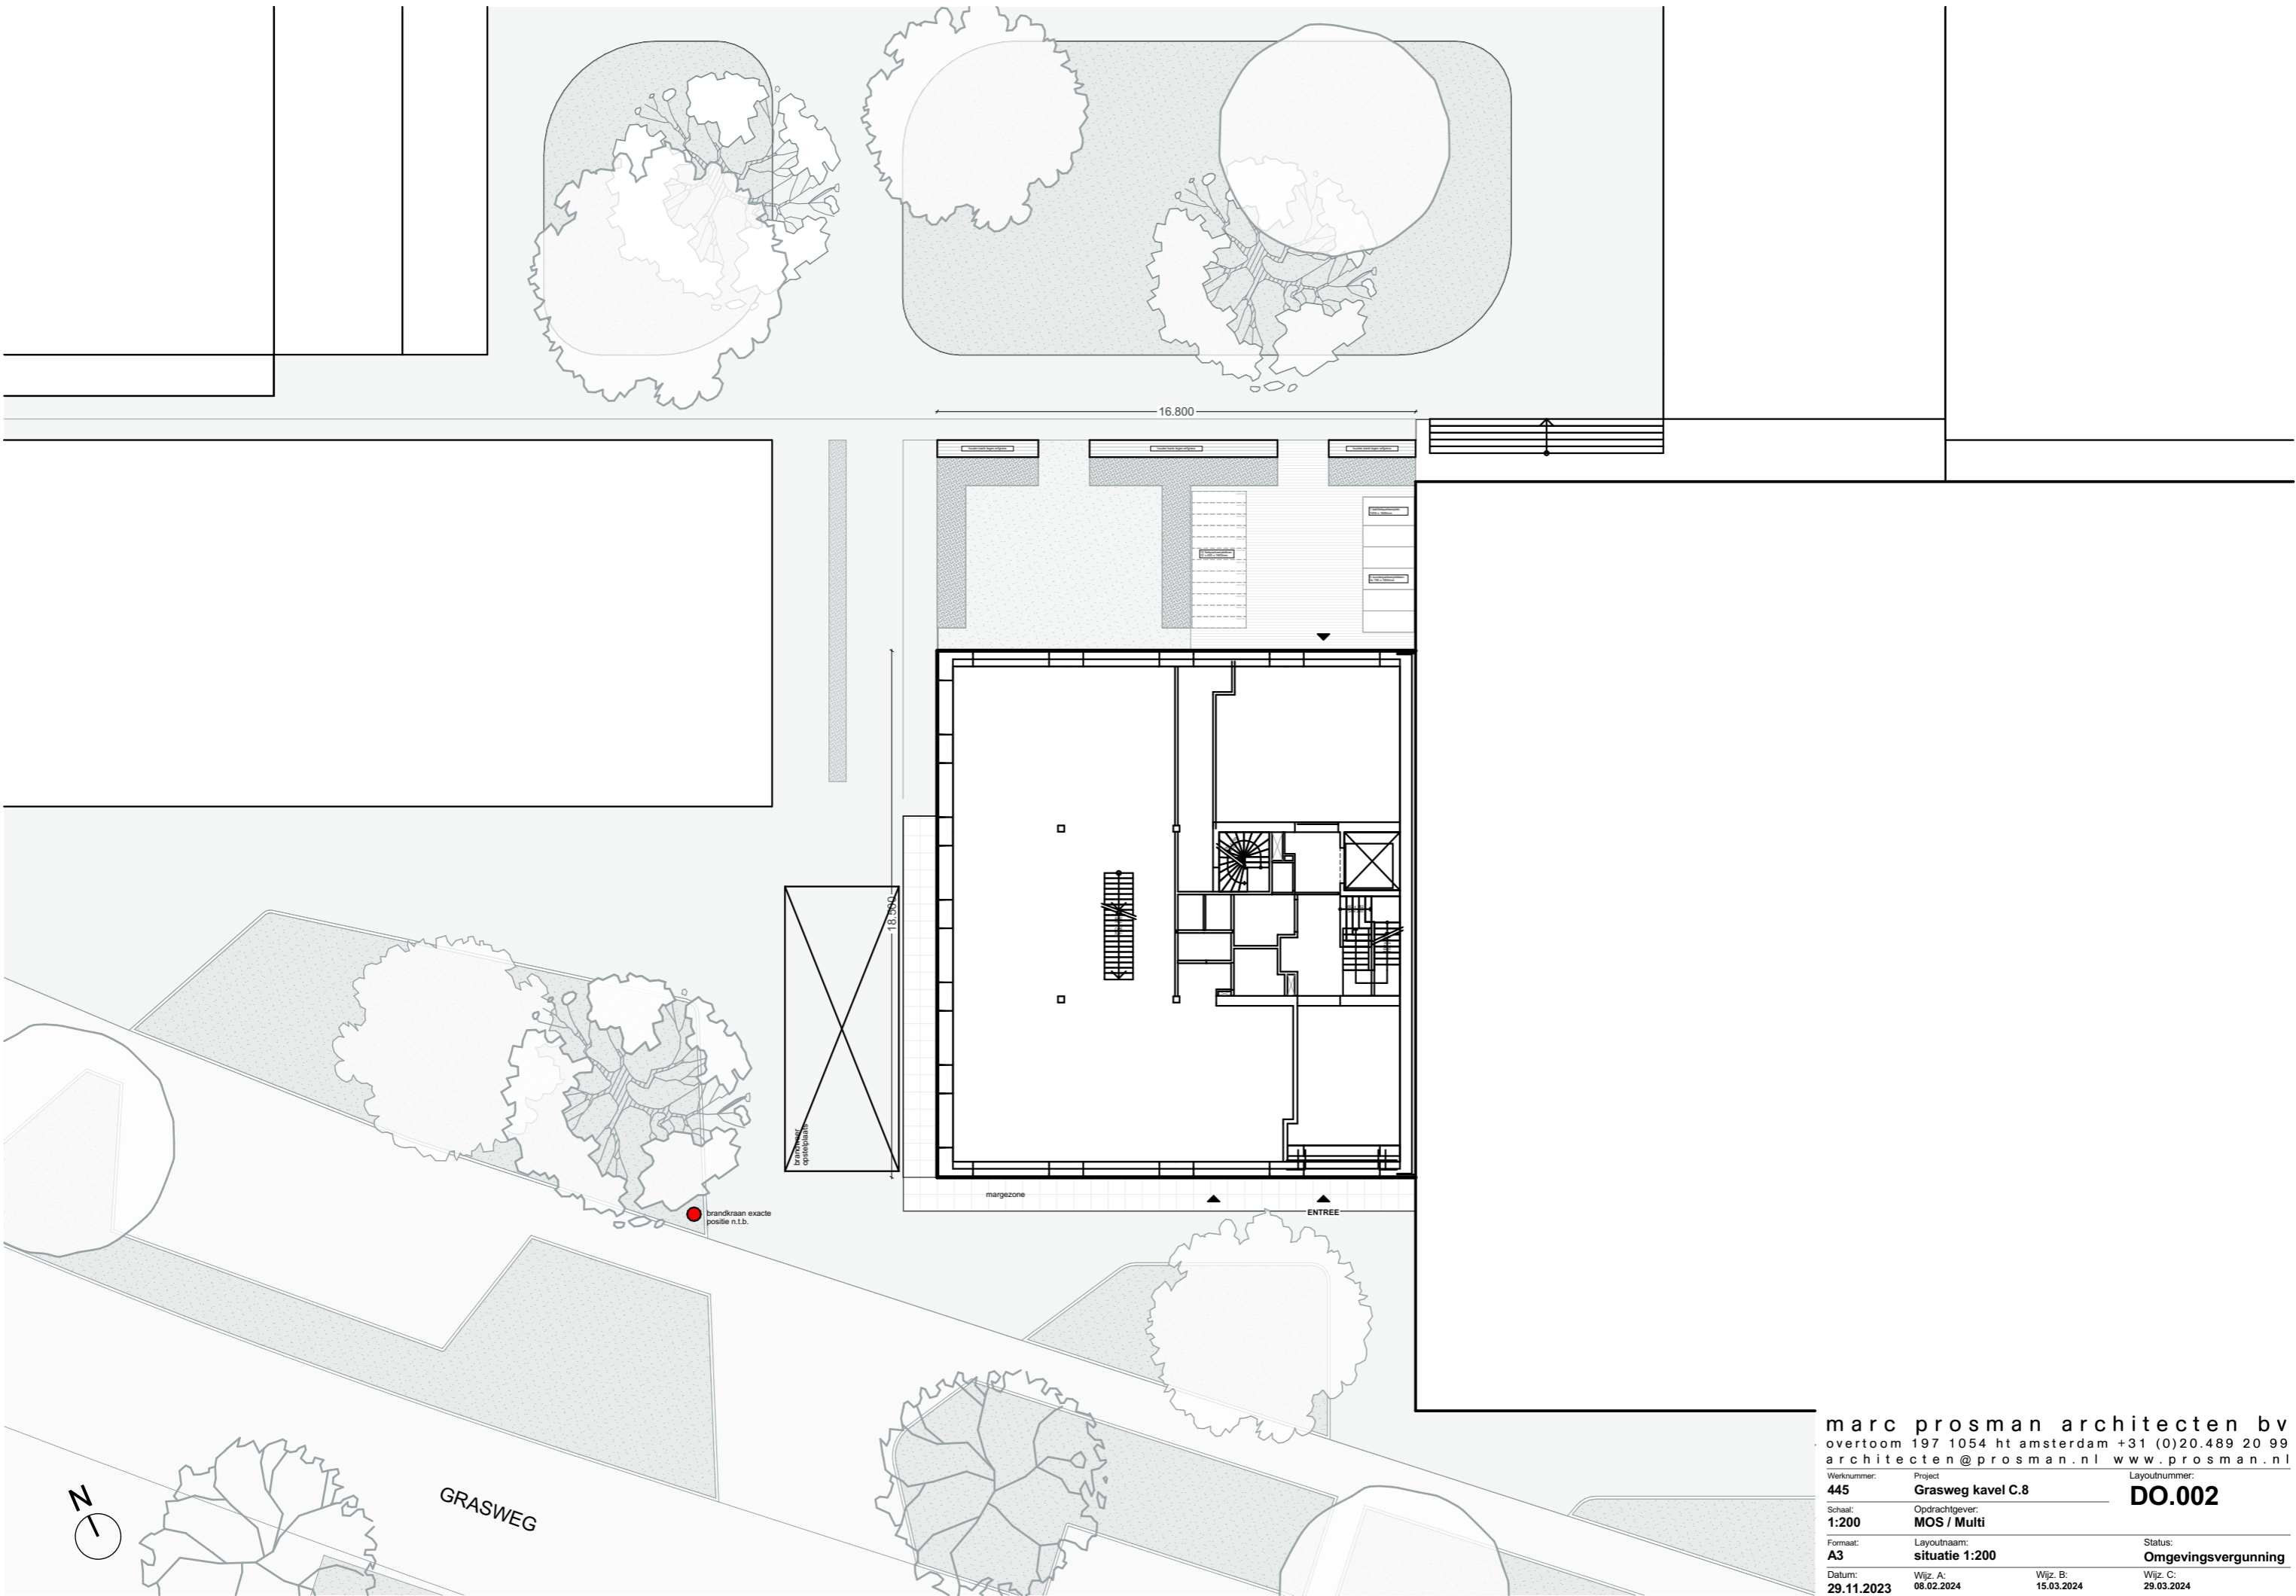 16.800
18.500
brandweer
opstelplaats
margezone
ENTREE
brandkraan exacte
positie n.t.b.
GRASWEG
N
marc prosman architecten bv
overtoom 197 1054 ht amsterdam +31 (0)20.489 20 99
architecten@prosman.nl www.prosman.nl
Werknummer: Project Layoutnummer:
445 Grasweg kavel C.8 DO.002
Schaal: Opdrachtgever:
1:200 MOS / Multi
Formaat: Layoutnaam: Status:
A3 situatie 1:200 Omgevingsvergunning
Datum: Wijz. A: Wijz. B: Wijz. C:
29.11.2023 08.02.2024 15.03.2024 29.03.2024